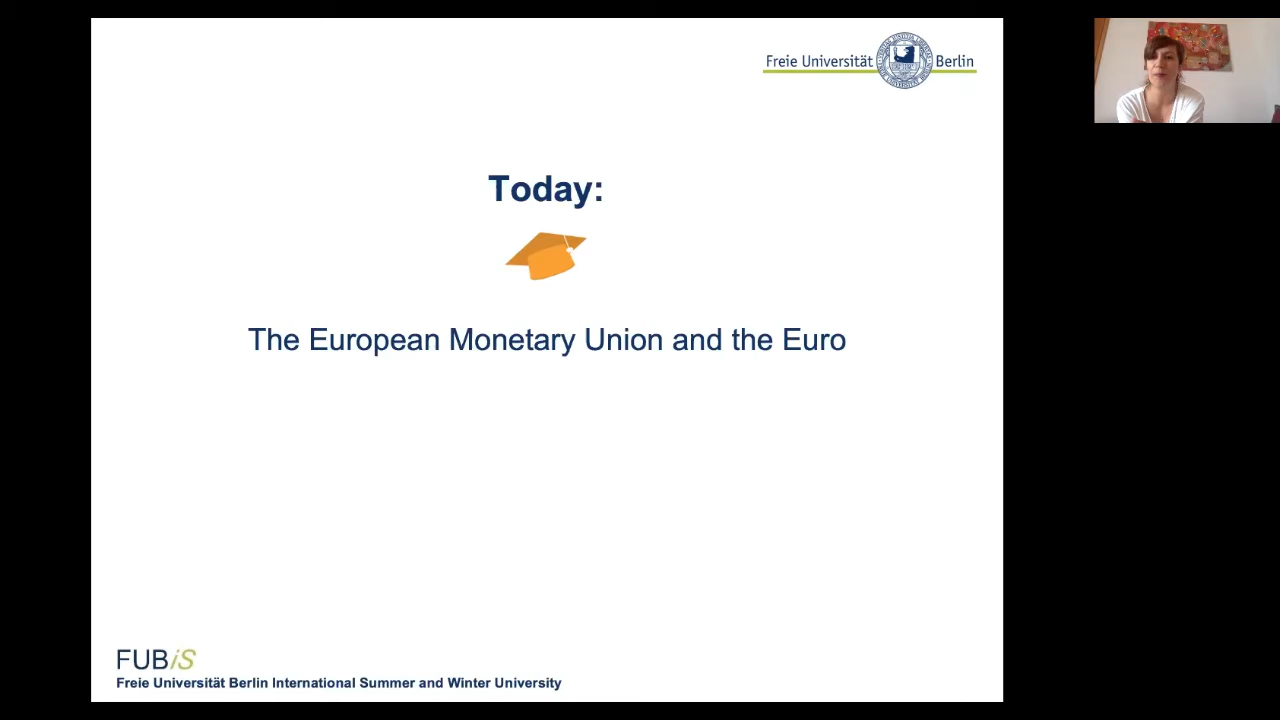 Freie Universität Berlin
Today:
The European Monetary Union and the Euro
FUBiS
Freie Universität Berlin International Summer and Winter University